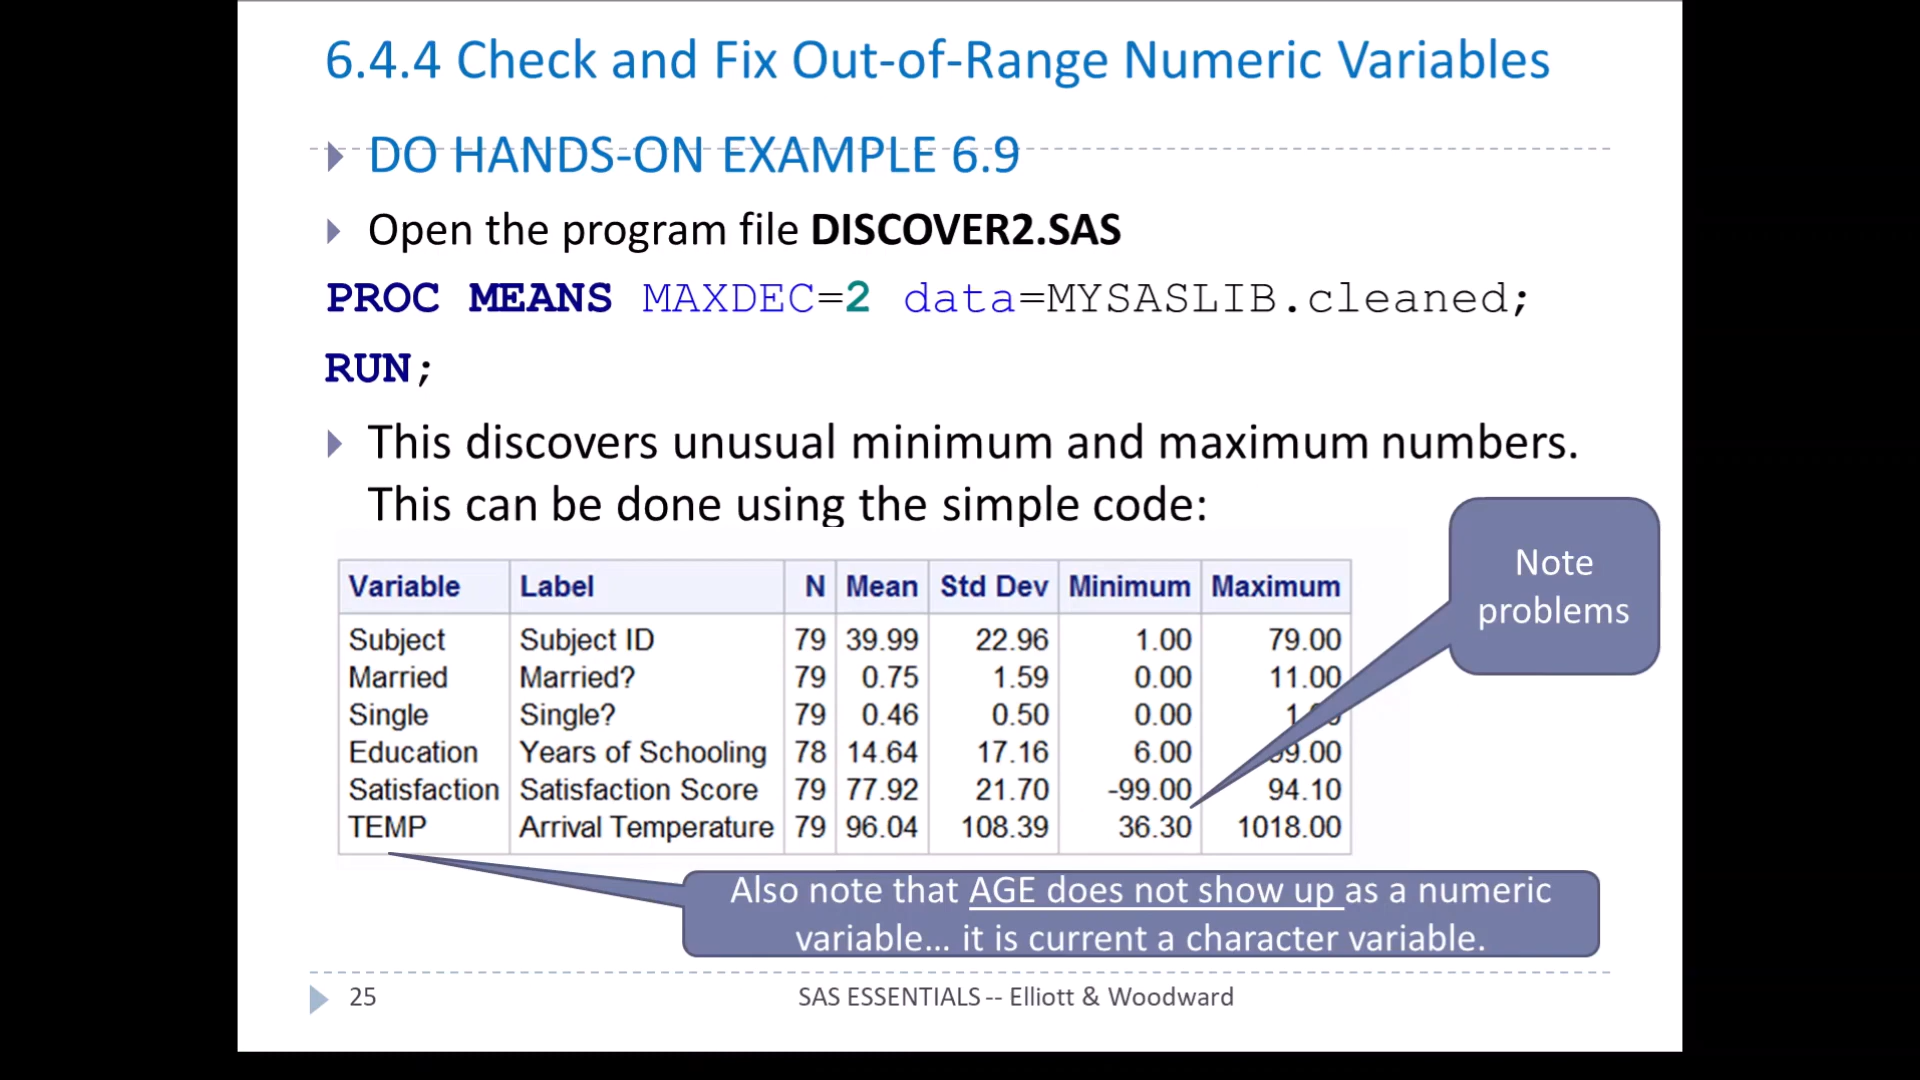 6.4.4 Check and Fix Out-of-Range Numeric Variables
DO HANDS-ON EXAMPLE 6.9
Open the program file DISCOVER2.SAS
PROC MEANS MAXDEC=2 data=MYSASLIB.cleaned;
RUN;
This discovers unusual minimum and maximum numbers.
This can be done using the simple code:
Note
problems
Variable Label N Mean Std Dev Minimum Maximum
Subject Subject ID 79 39.99 22.96 1.00 79.00
Married Married? 79 0.75 1.59 0.00 11.00
Single Single? 79 0.46 0.50 0.00
Education Years of Schooling 78 14.64 17.16 6.00
Satisfaction Satisfaction Score 79 77.92 21.70 -99.00 94.10
TEMP Arrival Temperature 79 96.04 108.39 36.30 1018.00
Also note that AGE does not show up as a numeric
variable... it is current a character variable.
25 SAS ESSENTIALS -- Elliott & Woodward